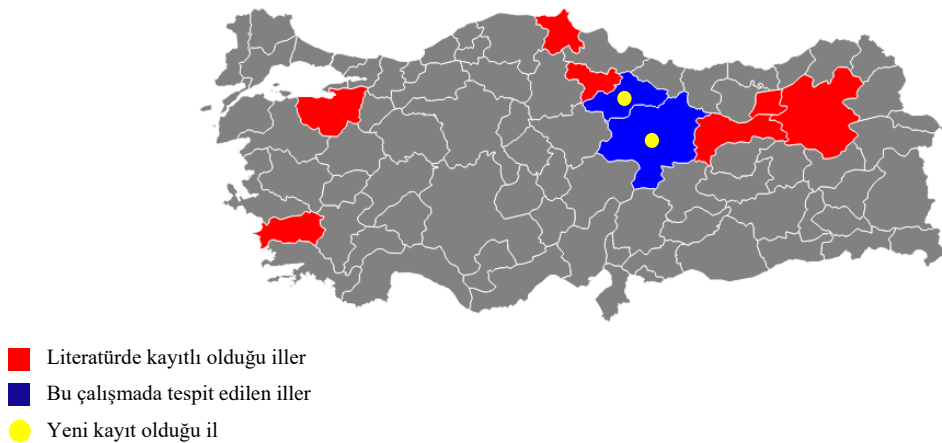 Literatürde kayıtlı olduğu iller
Bu çalışmada tespit edilen iller
Yeni kayıt olduğu il